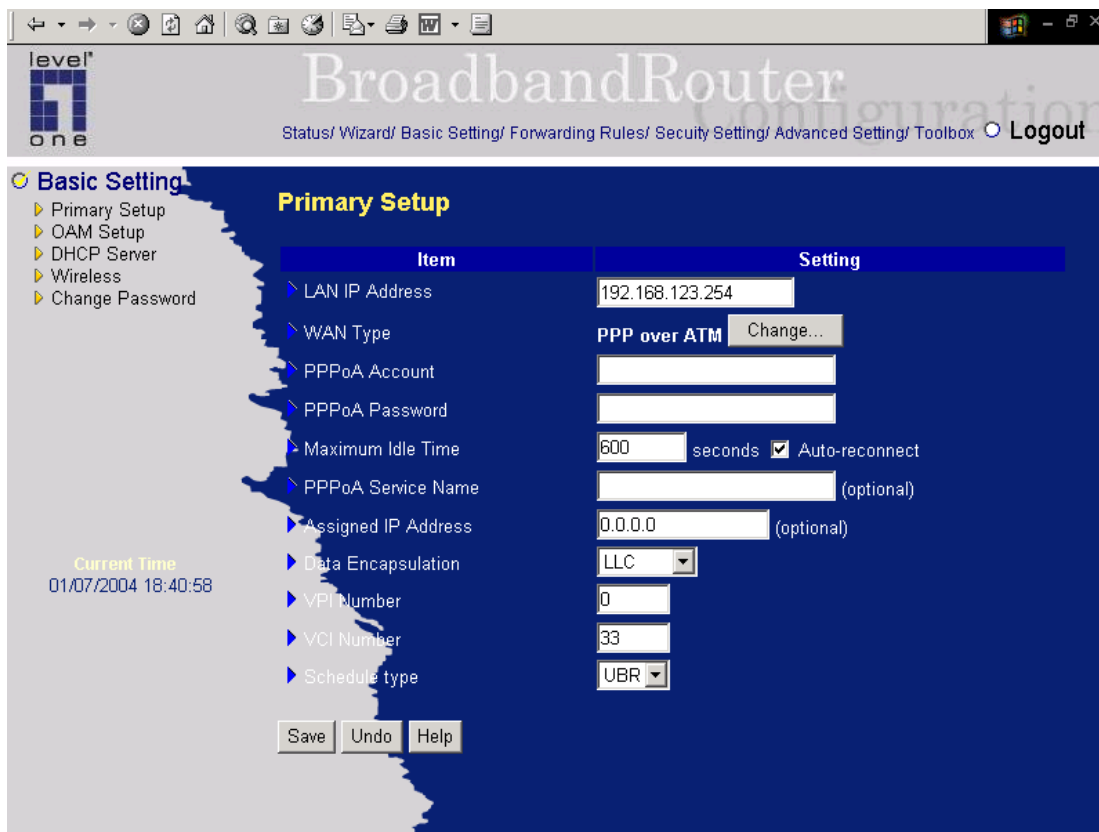 level
one
BroadbandRouter
Configuration
Status/ Wizard/ Basic Setting/ Forwarding Rules/ Secuity Setting/ Advanced Setting/ Toolbox Logout
Basic Setting
Primary Setup
OAM Setup
DHCP Server
Wireless
Change Password
Current Time
01/07/2004 18:40:58
Primary Setup
Item Setting
LAN IP Address 192.168.123.254
WAN Type PPP over ATM Change...
PPPoA Account
PPPoA Password
Maximum Idle Time 600 seconds Auto-reconnect
PPPoA Service Name (optional)
Assigned IP Address 0.0.0.0 (optional)
Data Encapsulation LLC
VPI Number 0
VCI Number 33
Schedule type UBR
Save Undo Help